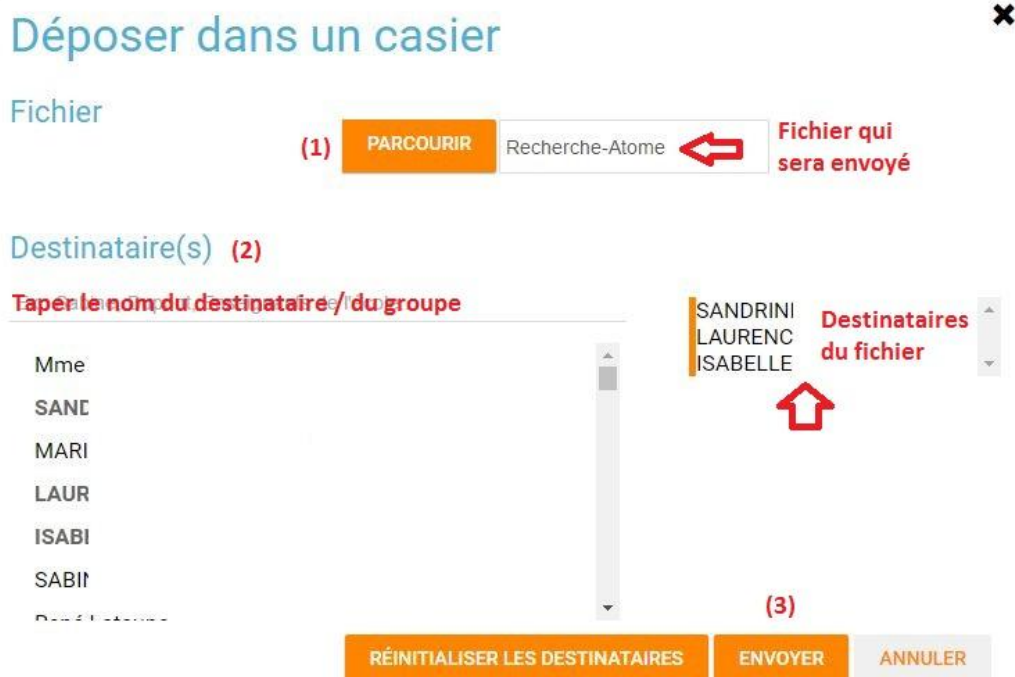 Déposer dans un casier
Fichier
(1) PARCOURIR Recherche-Atome
Fichier qui
sera envoyé
Destinataire(s) (2)
Taper le nom du destinataire / du groupe
Mme
SAND
MARI
LAUR
ISABI
SABIN
SANDRINI
LAURENC
ISABELLE
Destinataires
du fichier
(3)
RÉINITIALISER LES DESTINATAIRES ENVOYER ANNULER